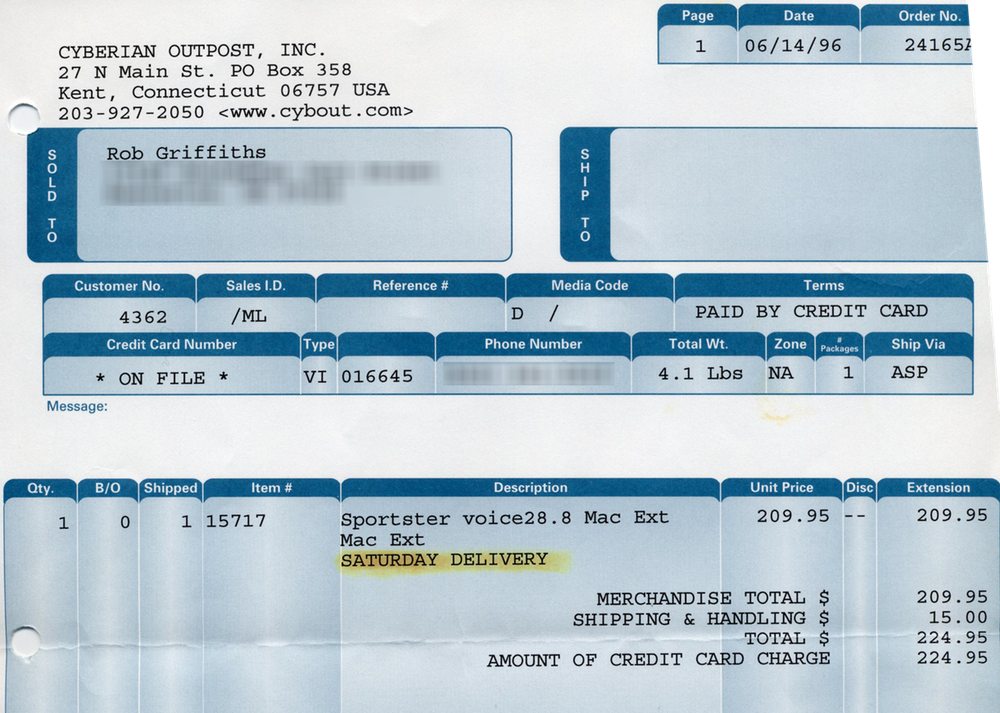 Page Date Order No.
1 06/14/96 24165A
CYBERIAN OUTPOST, INC.
27 N Main St. PO Box 358
Kent, Connecticut 06757 USA
203-927-2050 <www.cybout.com>
SOLD TO
Rob Griffiths
SHIP TO
Customer No. Sales I.D. Reference # Media Code Terms
4362 /ML D / PAID BY CREDIT CARD
Credit Card Number Type Phone Number Total Wt. Zone # Packages Ship Via
* ON FILE * VI 016645 4.1 Lbs NA 1 ASP
Message:
Qty. B/O Shipped Item # Description Unit Price Disc Extension
1 0 1 15717 Sportster voice28.8 Mac Ext 209.95 -- 209.95
Mac Ext
SATURDAY DELIVERY
MERCHANDISE TOTAL $ 209.95
SHIPPING & HANDLING $ 15.00
TOTAL $ 224.95
AMOUNT OF CREDIT CARD CHARGE 224.95